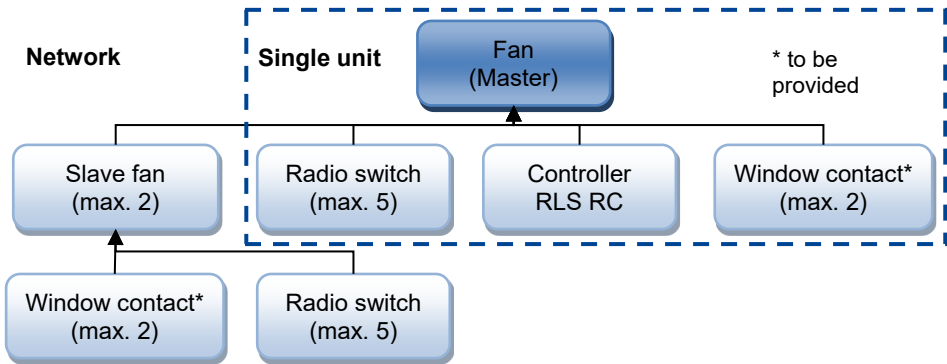 Network
Single unit
Fan
(Master)
* to be
provided
Slave fan
(max. 2)
Radio switch
(max. 5)
Controller
RLS RC
Window contact*
(max. 2)
Window contact*
(max. 2)
Radio switch
(max. 5)